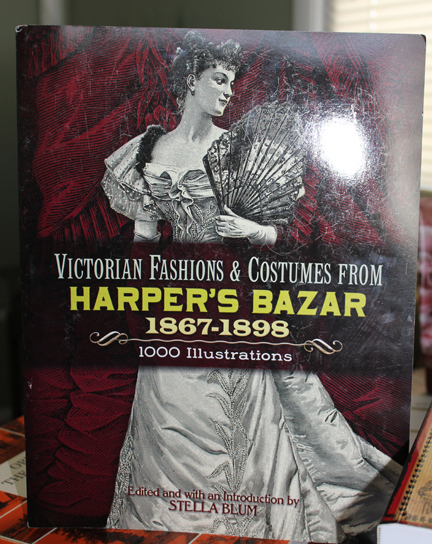 VICTORIAN FASHIONS & COSTUMES FROM
HARPER'S BAZAR
1867-1898
1000 Illustrations
Edited and with an Introduction by
STELLA BLUM